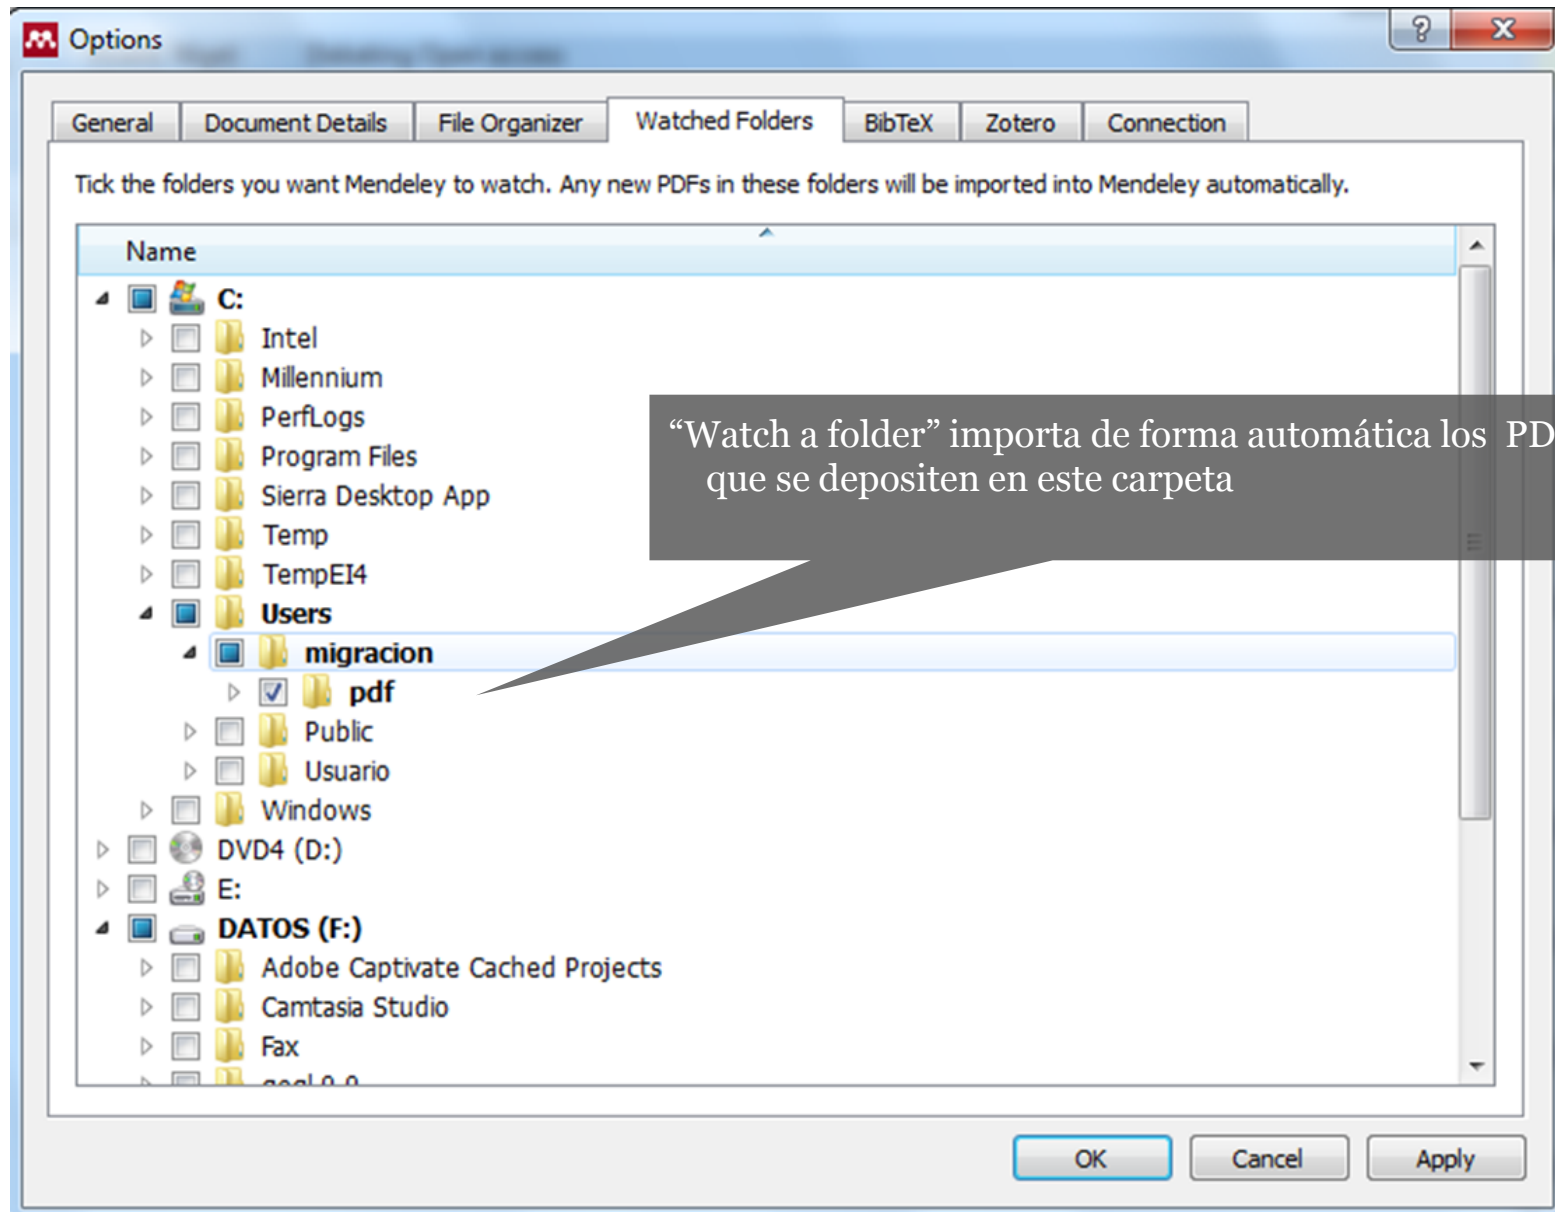 Options
General Document Details File Organizer Watched Folders BibTeX Zotero Connection
Tick the folders you want Mendeley to watch. Any new PDFs in these folders will be imported into Mendeley automatically.
Name
C:
Intel
Millennium
PerfLogs
Program Files
Sierra Desktop App
Temp
TempEI4
Users
migracion
pdf
Public
Usuario
Windows
DVD4 (D:)
E:
DATOS (F:)
Adobe Captivate Cached Projects
Camtasia Studio
Fax
“Watch a folder” importa de forma automática los PD
que se depositen en este carpeta
OK Cancel Apply